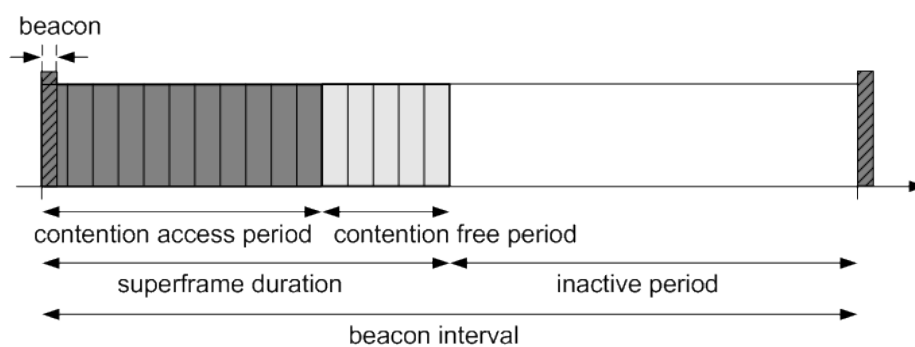 beacon
contention access period
contention free period
superframe duration
inactive period
beacon interval